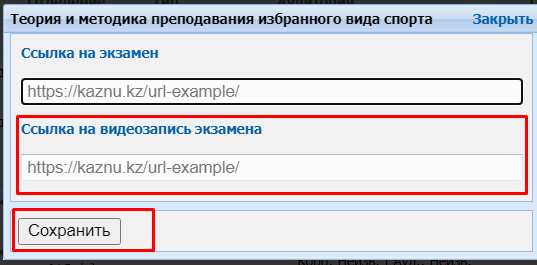 Теория и методика преподавания избранного вида спорта Закрыть
Ссылка на экзамен
https://kaznu.kz/url-example/
Ссылка на видеозапись экзамена
https://kaznu.kz/url-example/
Сохранить